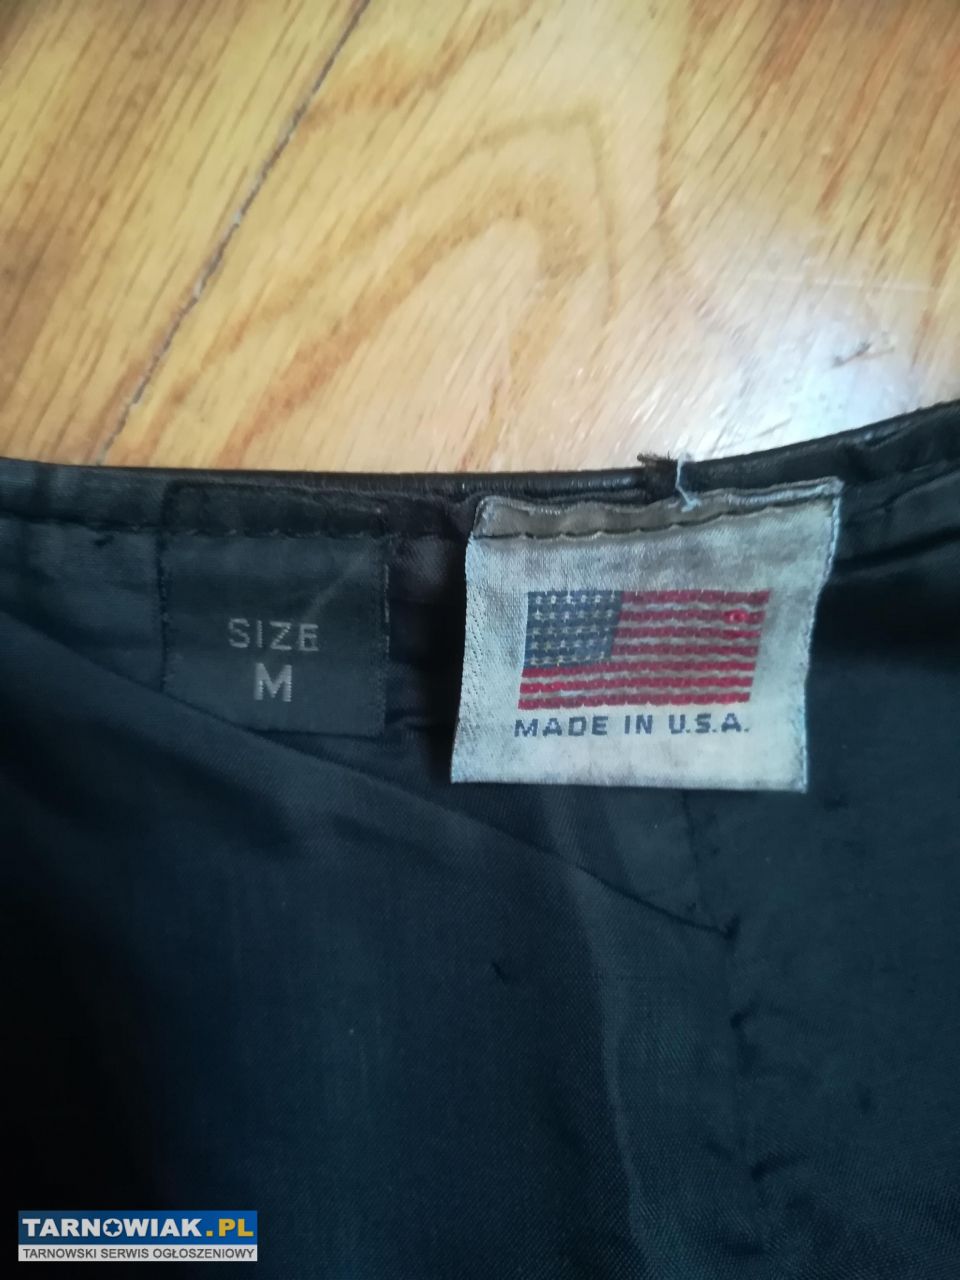 SIZE
M
MADE IN U.S.A.
TARNOWIAK.PL
TARNOWSKI SERWIS OGŁOSZENIOWY